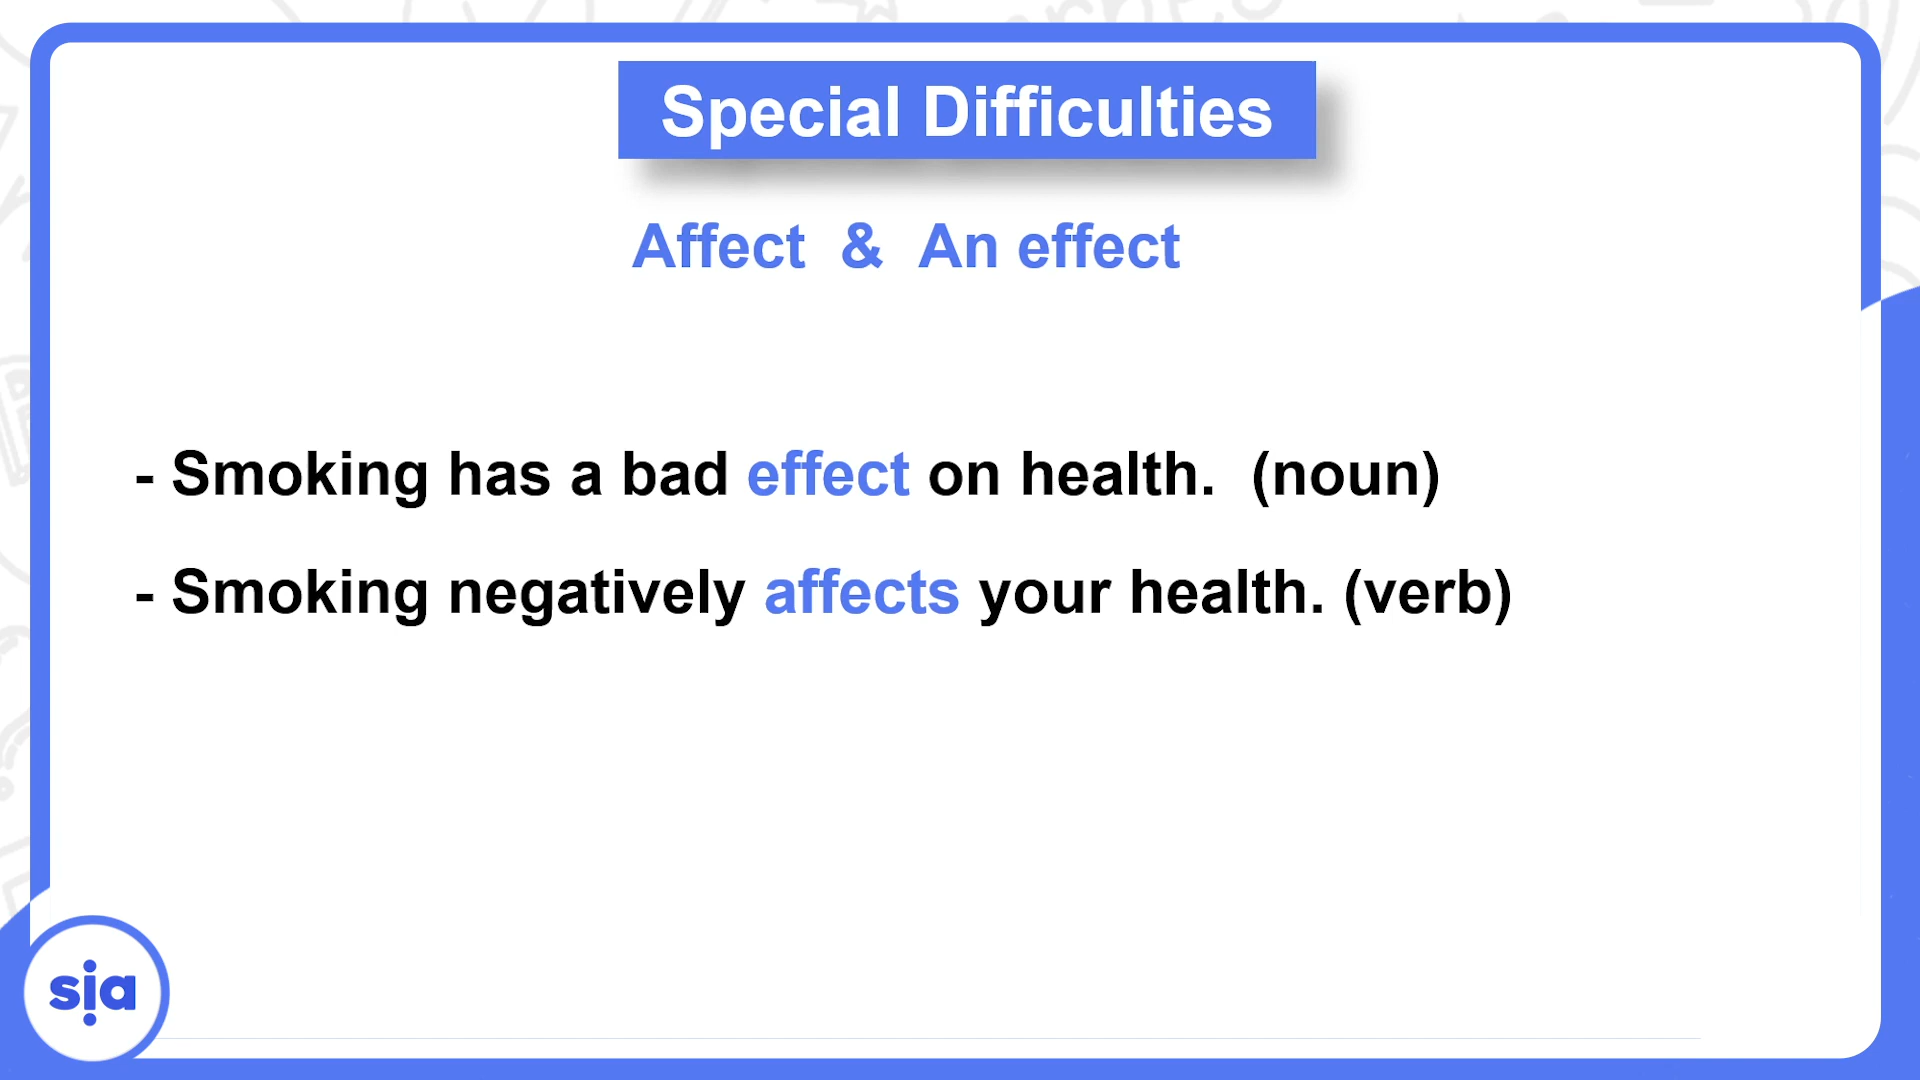 Special Difficulties
Affect & An effect
- Smoking has a bad effect on health. (noun)
- Smoking negatively affects your health. (verb)
sia